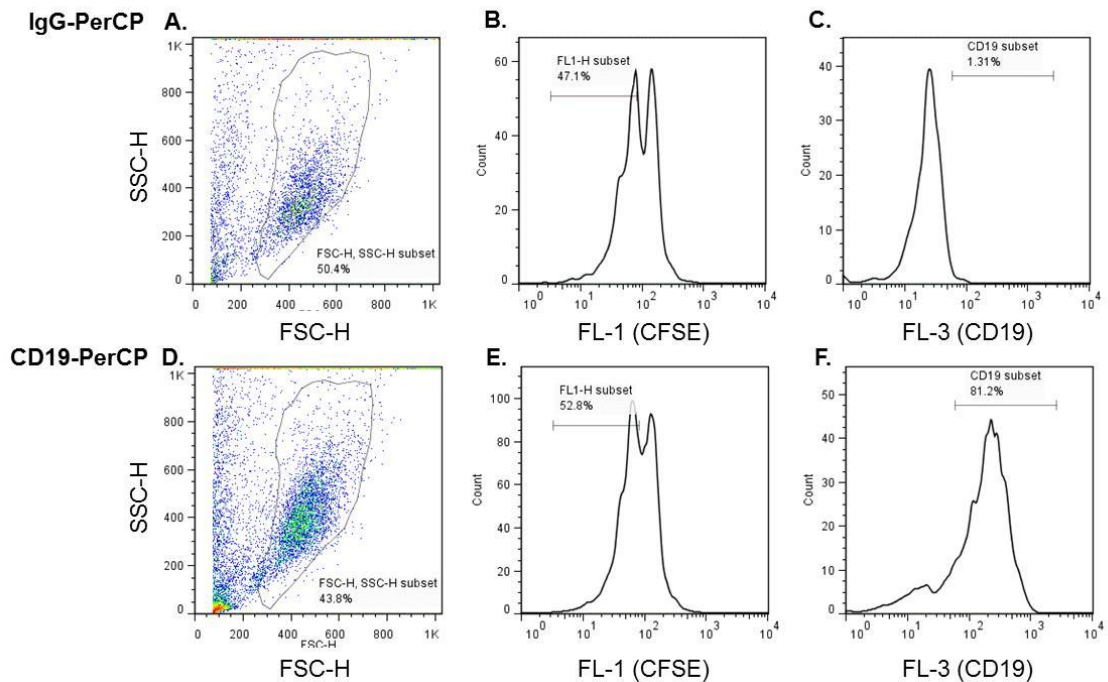 IgG-PerCP A. B. C.
1K
800
600
400
200
0
SSC-H
FSC-H, SSC-H subset
50.4%
0 200 400 600 800 1K
FSC-H
60
40
20
0
Count
FL1-H subset
47.1%
10^0 10^1 10^2 10^3 10^4
FL-1 (CFSE)
40
30
20
10
0
Count
CD19 subset
1.31%
10^1 10^2 10^3 10^4
FL-3 (CD19)
CD19-PerCP D. E. F.
1K
800
600
400
200
0
SSC-H
FSC-H, SSC-H subset
43.8%
0 200 400 600 800 1K
FSC-H
FSC-H
100
80
60
40
20
0
Count
FL1-H subset
52.8%
10^0 10^1 10^2 10^3 10^4
FL-1 (CFSE)
50
40
30
20
10
0
Count
CD19 subset
81.2%
10^0 10^1 10^2 10^3 10^4
FL-3 (CD19)